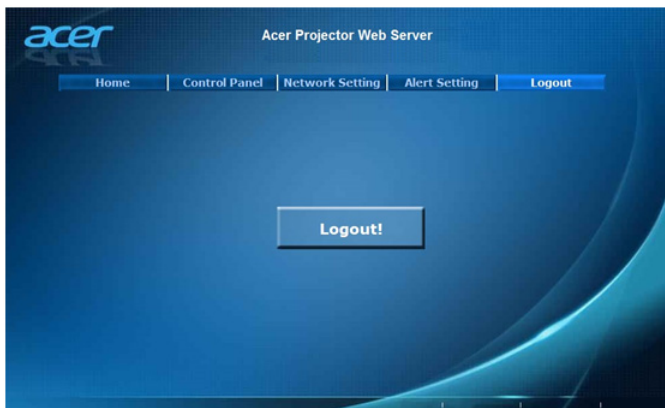 acer
Acer Projector Web Server
Home Control Panel Network Setting Alert Setting Logout
Logout!